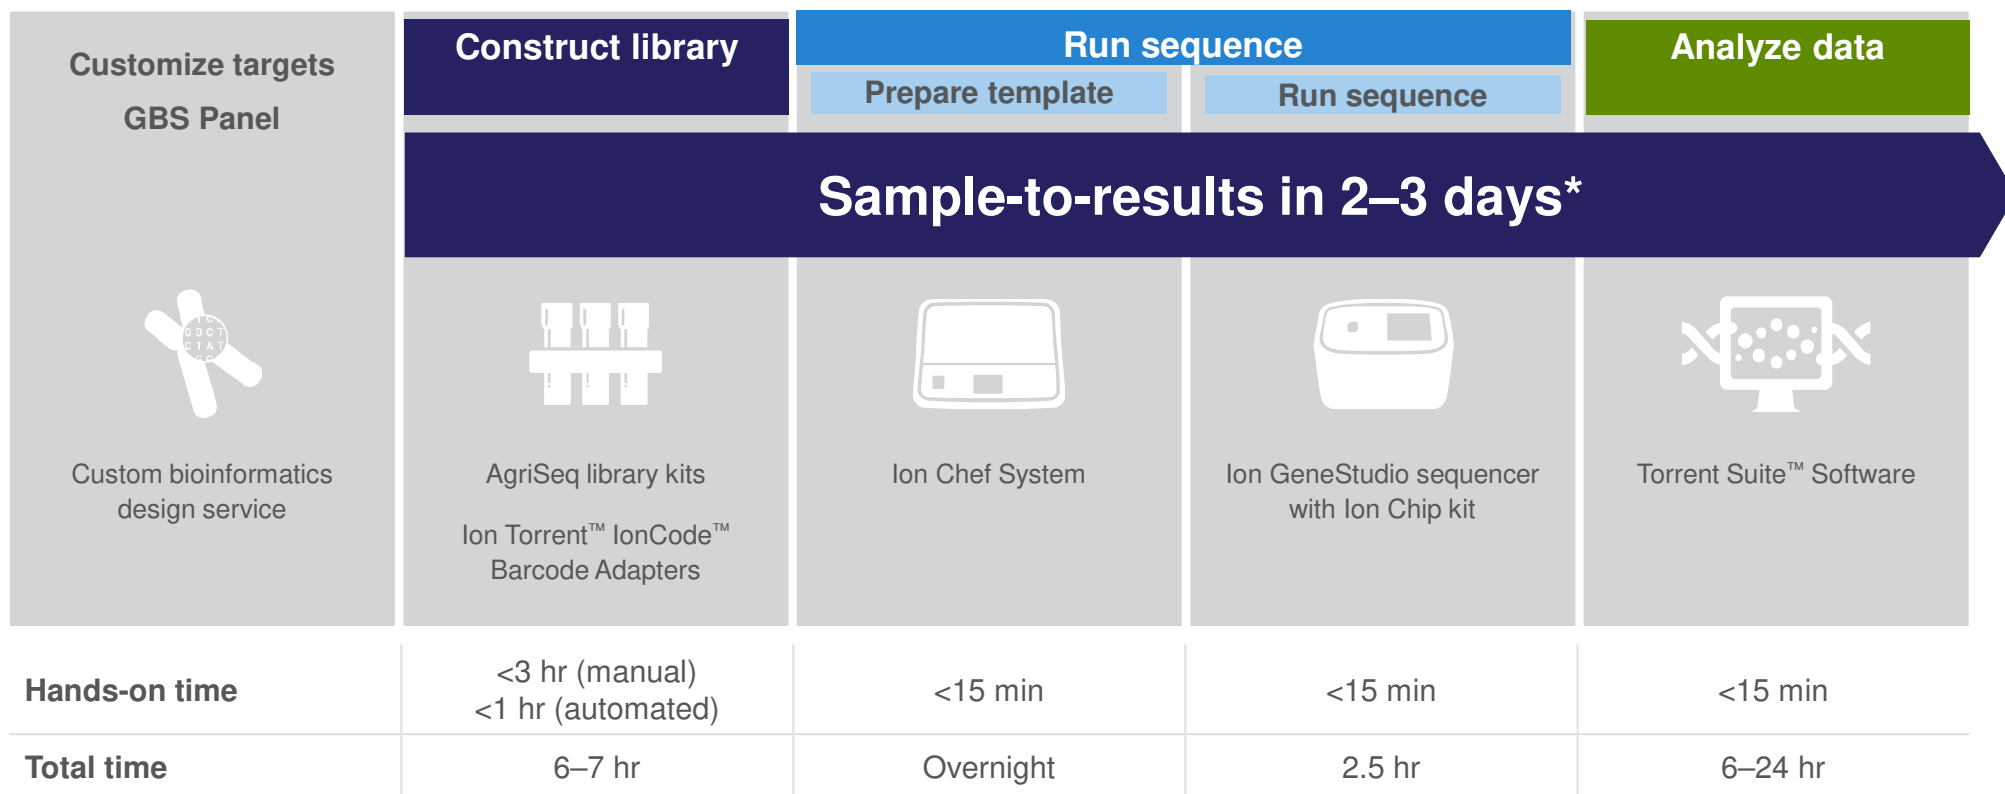 Customize targets
GBS Panel
Construct library
Run sequence
Prepare template
Run sequence
Analyze data
Sample-to-results in 2–3 days*
Custom bioinformatics
design service
AgriSeq library kits
Ion Torrent™ IonCode™
Barcode Adapters
Ion Chef System
Ion GeneStudio sequencer
with Ion Chip kit
Torrent Suite™ Software
Hands-on time
<3 hr (manual)
<1 hr (automated)
<15 min
<15 min
<15 min
Total time
6–7 hr
Overnight
2.5 hr
6–24 hr